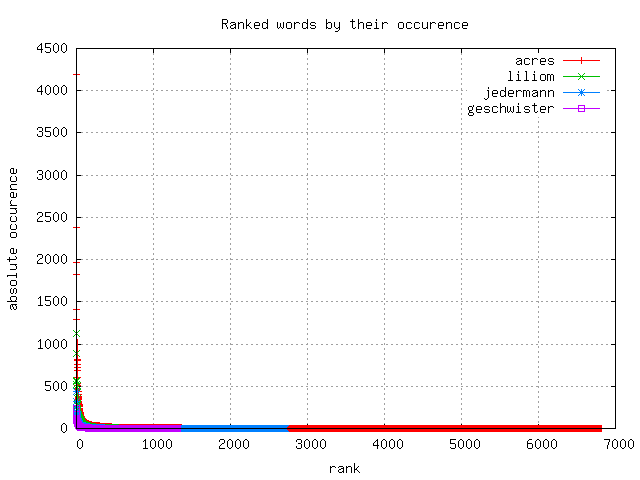 Ranked words by their occurence
4500
4000
3500
3000
2500
2000
1500
1000
500
0
absolute occurence
acres
liliom
jedermann
geschwister
0 1000 2000 3000 4000 5000 6000 7000
rank